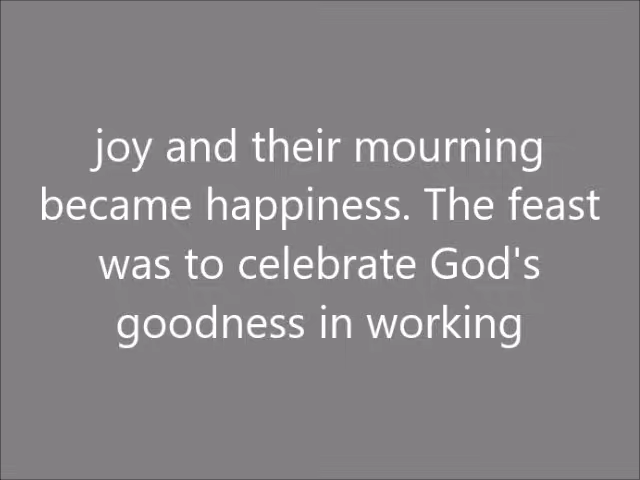 joy and their mourning
became happiness. The feast
was to celebrate God's
goodness in working